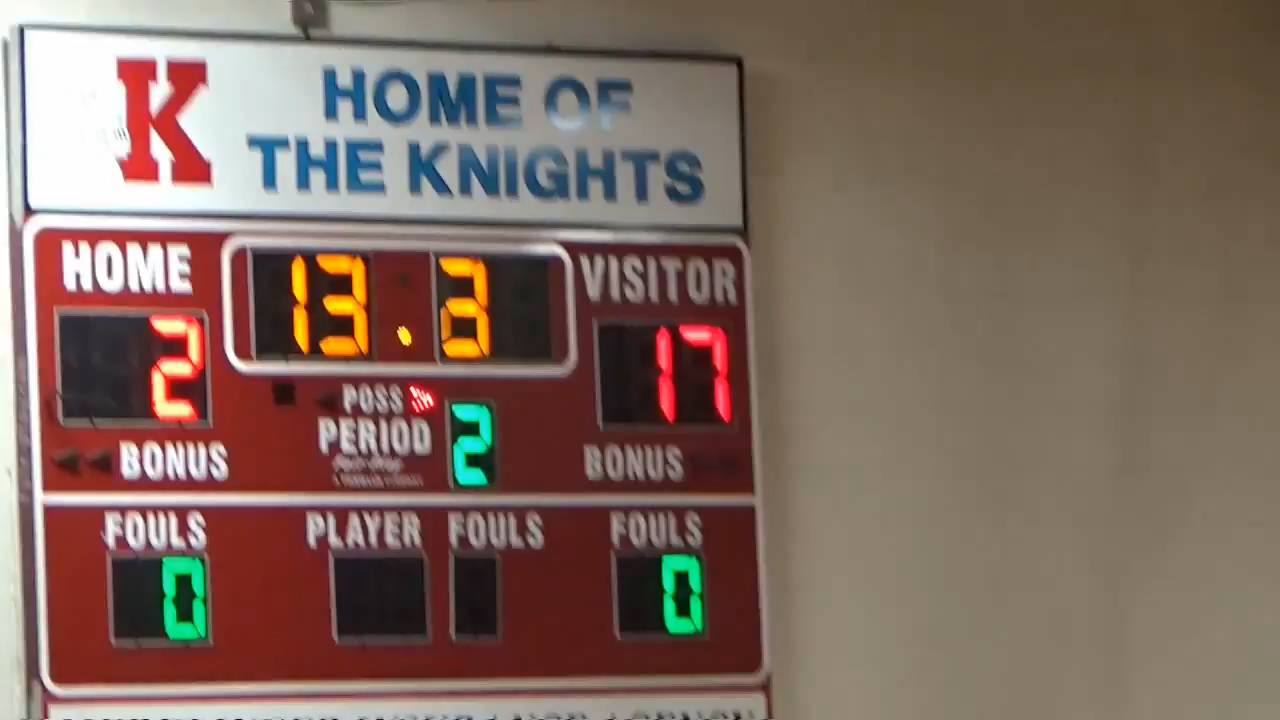 K
HOME OF
THE KNIGHTS
HOME 13.3 VISITOR
2 17
POSS
PERIOD 2
BONUS BONUS
FOULS PLAYER FOULS FOULS
0 0